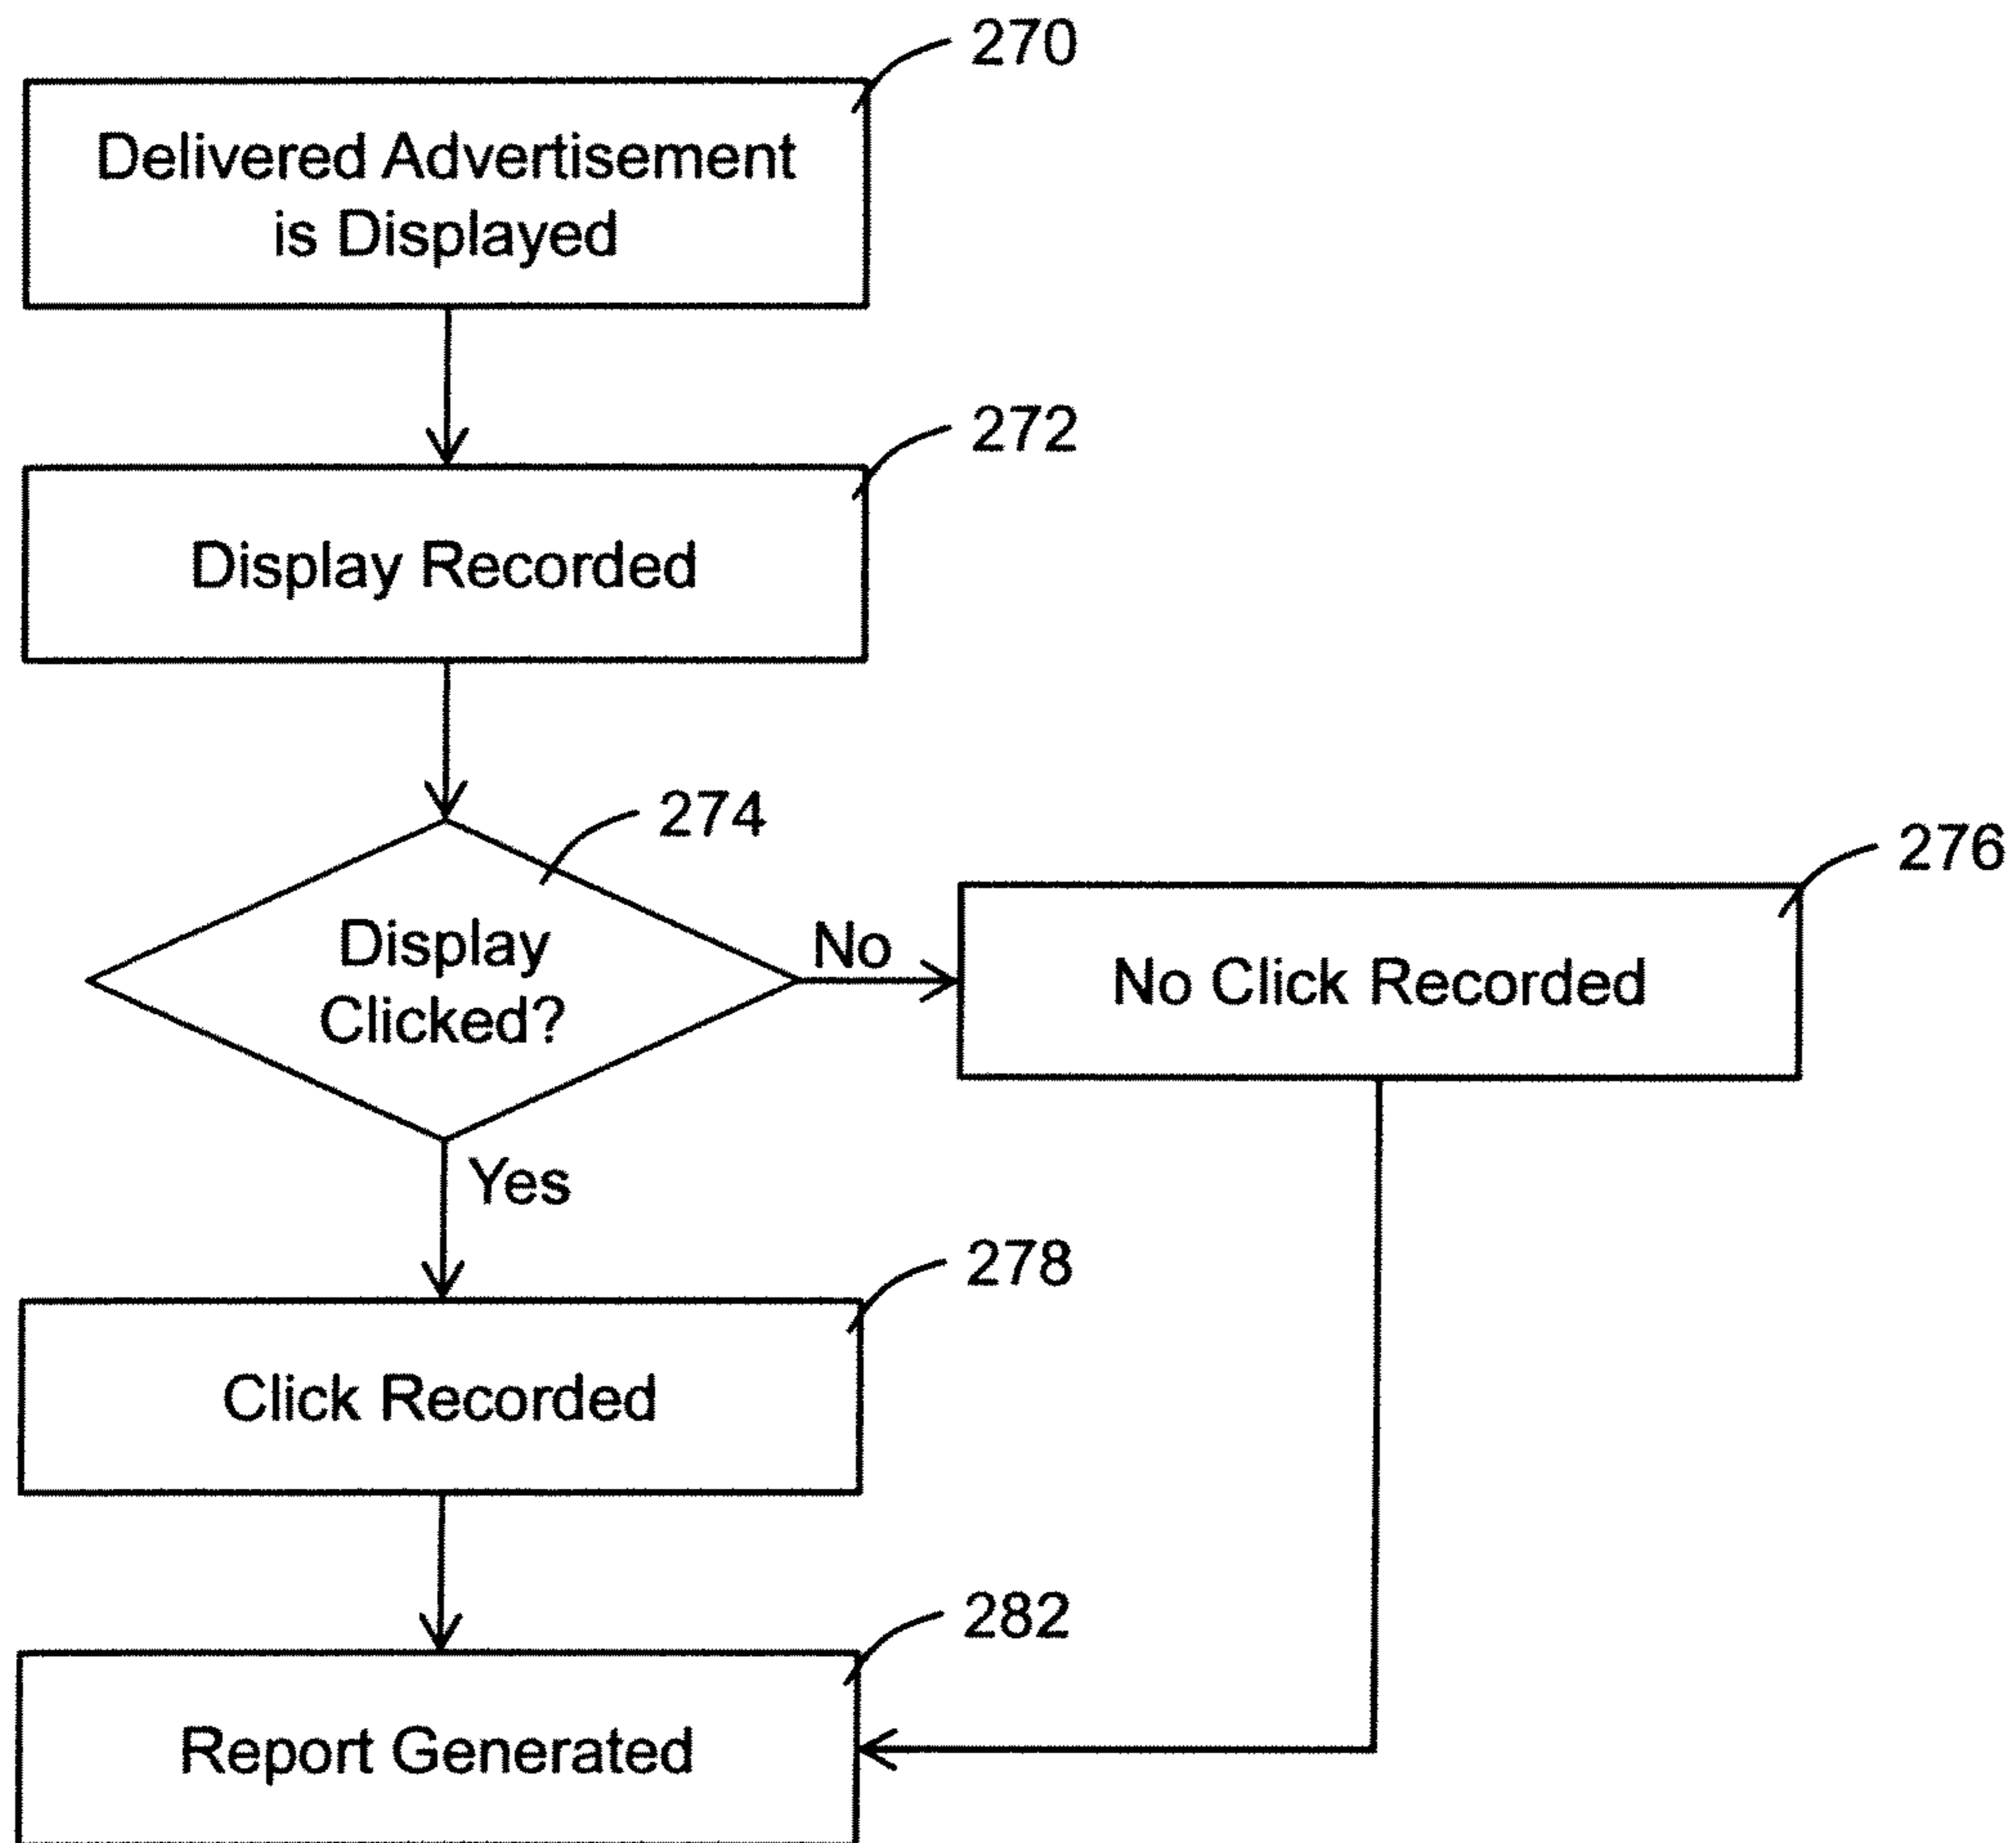 270
Delivered Advertisement
is Displayed
272
Display Recorded
274
Display
Clicked?
No
276
No Click Recorded
Yes
278
Click Recorded
282
Report Generated